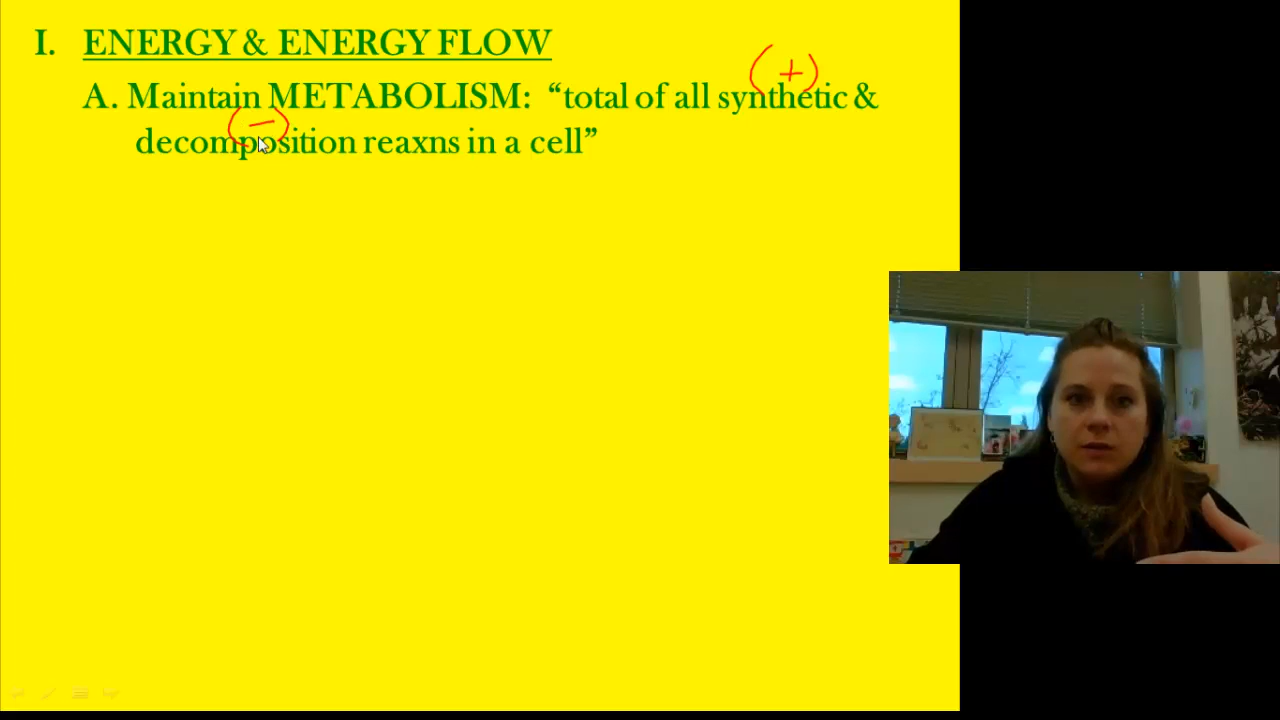 I. ENERGY & ENERGY FLOW
(+)
A. Maintain METABOLISM: “total of all synthetic &
(−)
decomposition reaxns in a cell”